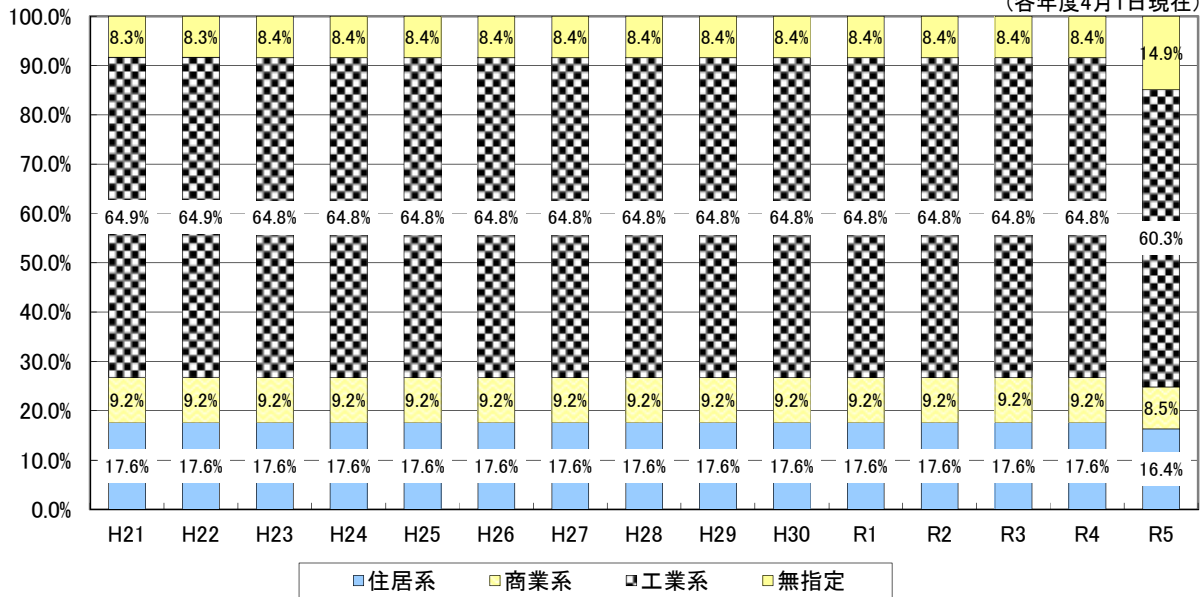 (各年度4月1日現在)
100.0%
8.3% 8.3% 8.4% 8.4% 8.4% 8.4% 8.4% 8.4% 8.4% 8.4% 8.4% 8.4% 8.4% 8.4% 14.9%
90.0%
80.0%
70.0%
60.0%
64.9% 64.9% 64.8% 64.8% 64.8% 64.8% 64.8% 64.8% 64.8% 64.8% 64.8% 64.8% 64.8% 64.8% 60.3%
50.0%
40.0%
30.0%
20.0%
9.2% 9.2% 9.2% 9.2% 9.2% 9.2% 9.2% 9.2% 9.2% 9.2% 9.2% 9.2% 9.2% 9.2% 8.5%
10.0%
17.6% 17.6% 17.6% 17.6% 17.6% 17.6% 17.6% 17.6% 17.6% 17.6% 17.6% 17.6% 17.6% 17.6% 16.4%
0.0%
H21 H22 H23 H24 H25 H26 H27 H28 H29 H30 R1 R2 R3 R4 R5
住居系 商業系 工業系 無指定